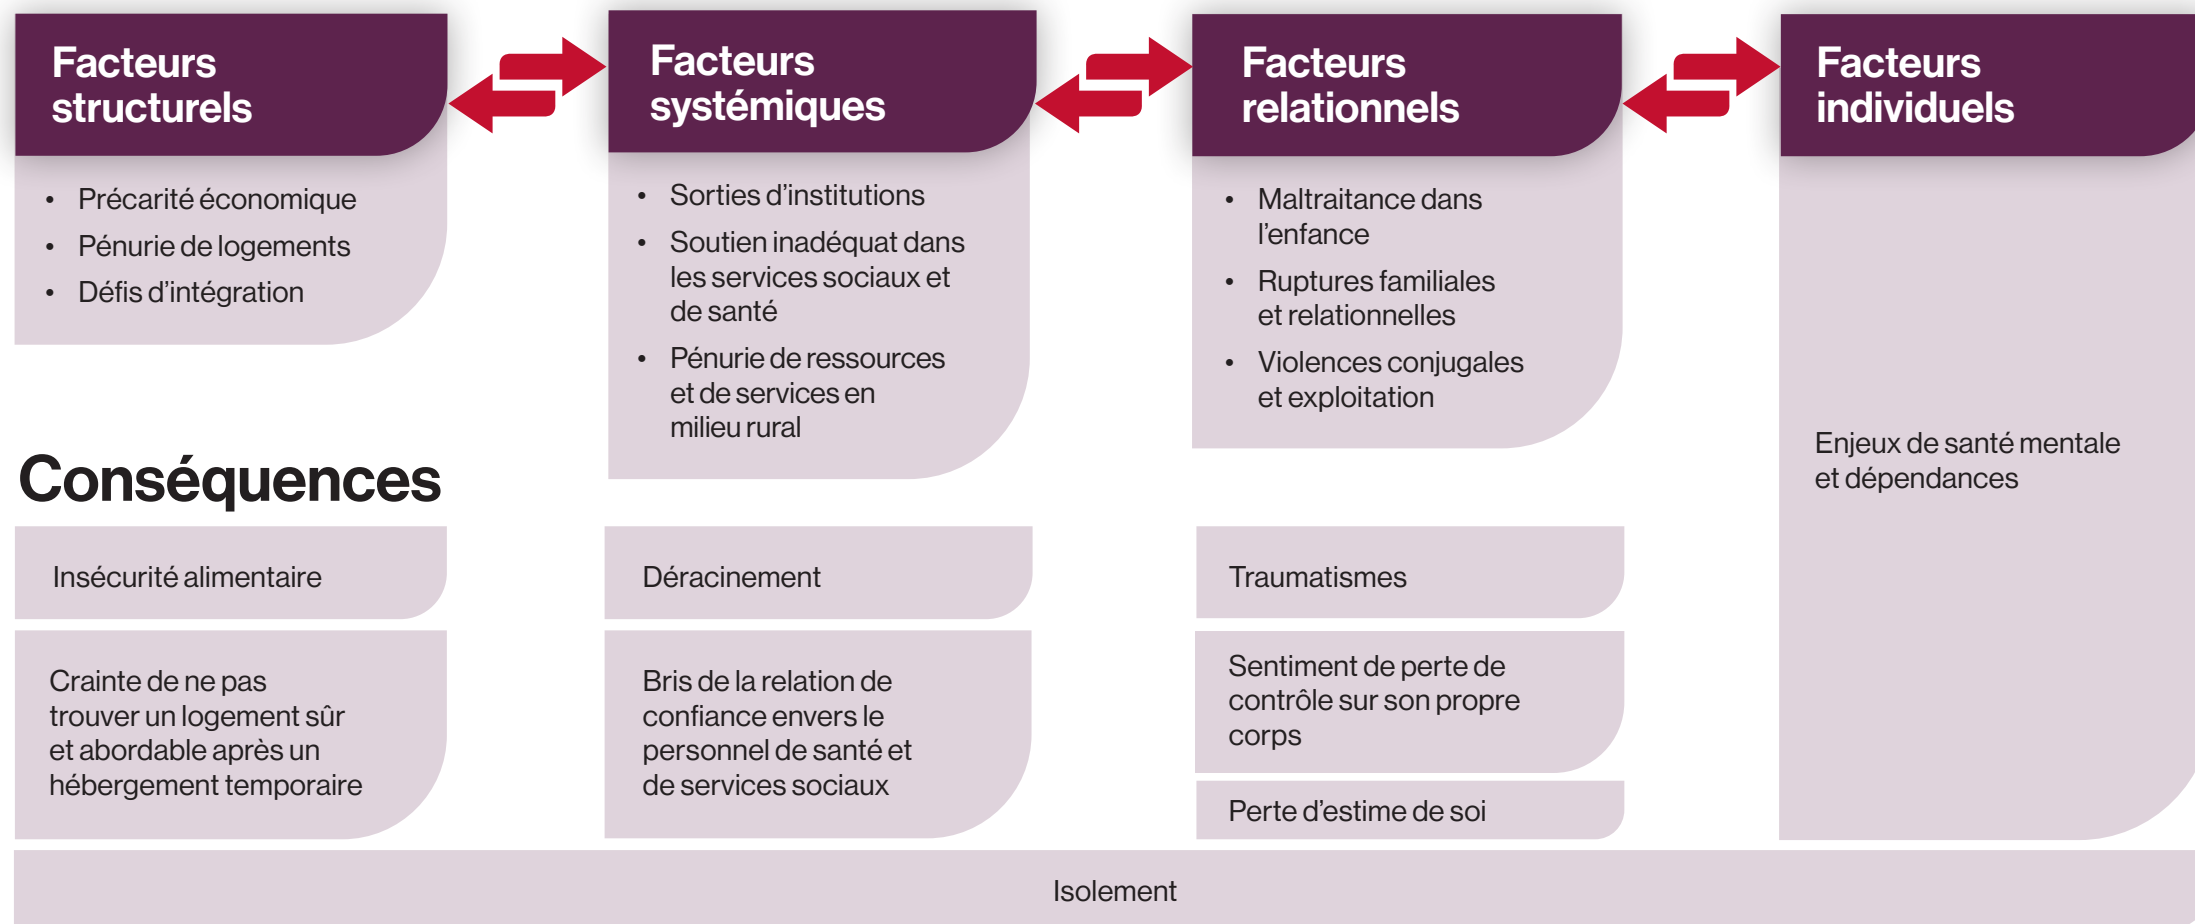 Facteurs
structurels
• Précarité économique
• Pénurie de logements
• Défis d’intégration
Facteurs
systémiques
• Sorties d’institutions
• Soutien inadéquat dans
les services sociaux et
de santé
• Pénurie de ressources
et de services en
milieu rural
Facteurs
relationnels
• Maltraitance dans
l’enfance
• Ruptures familiales
et relationnelles
• Violences conjugales
et exploitation
Facteurs
individuels
Enjeux de santé mentale
et dépendances
Conséquences
Insécurité alimentaire
Crainte de ne pas
trouver un logement sûr
et abordable après un
hébergement temporaire
Déracinement
Bris de la relation de
confiance envers le
personnel de santé et
de services sociaux
Traumatismes
Sentiment de perte de
contrôle sur son propre
corps
Perte d’estime de soi
Isolement